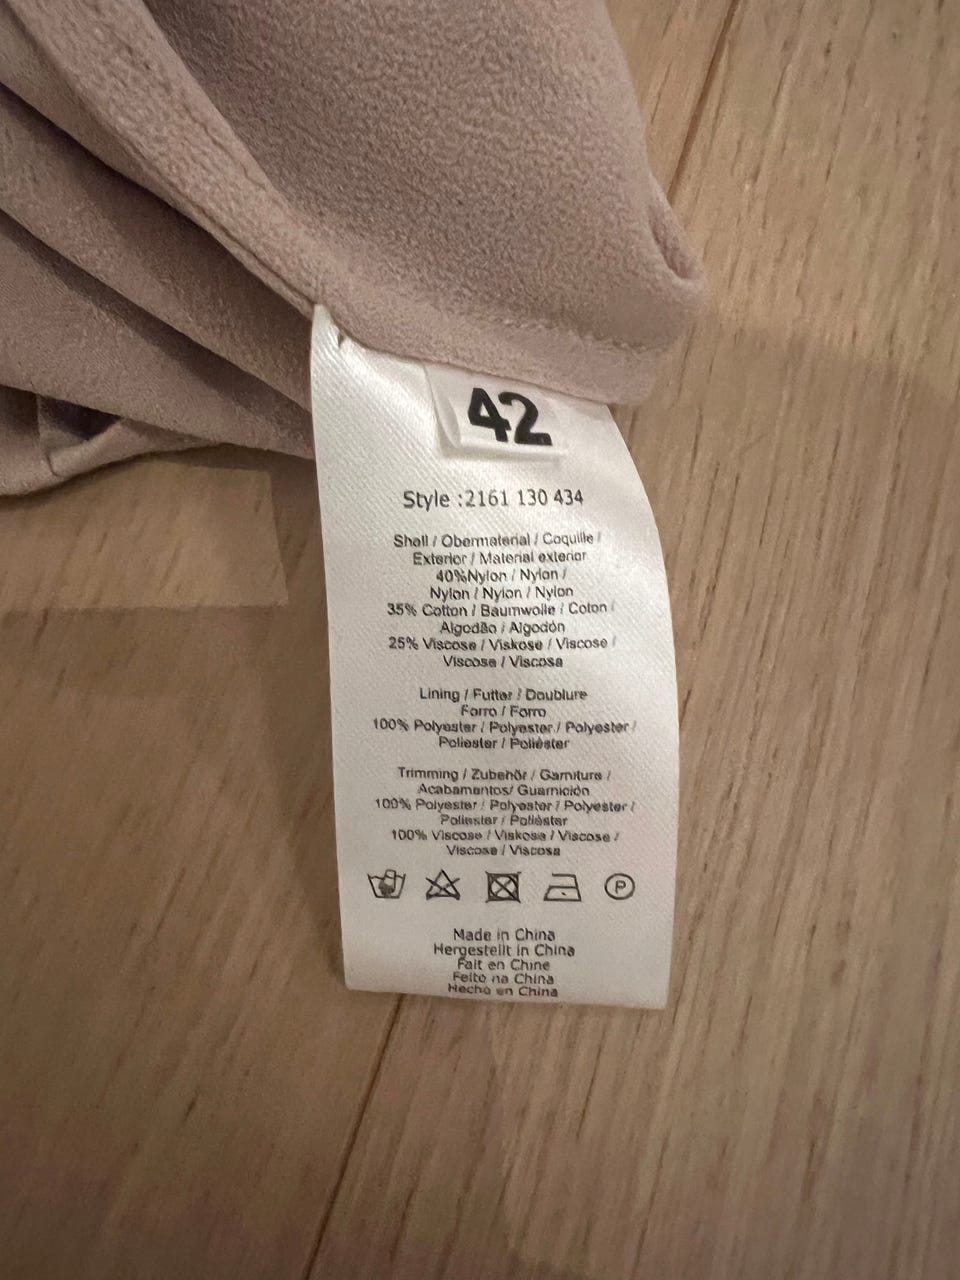 42
Style :2161 130 434
Shell / Obermaterial / Coquille /
Exterior / Material exterior
40%Nylon / Nylon /
Nylon / Nylon / Nylon
35% Cotton / Baumwolle / Coton /
Algodão / Algodón
25% Viscose / Viskose / Viscose /
Viscose / Viscosa
Lining / Futter / Doublure
Forro / Forro
100% Polyester / Polyester / Polyester /
Poliester / Poliéster
Trimming / Zubehör / Garniture /
Acabamentos/ Guarnición
100% Polyester / Polyester / Polyester /
Poliester / Poliéster
100% Viscose / Viskose / Viscose /
Viscose / Viscosa
P
Made in China
Hergestellt in China
Fait en Chine
Feito na China
Hecho en China